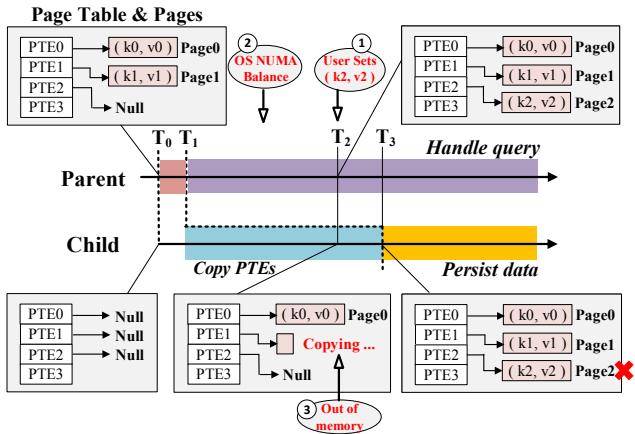 Page Table & Pages
PTE0 ( k0, v0 ) Page0
PTE1 ( k1, v1 ) Page1
PTE2 Null
PTE3
2
OS NUMA
Balance
1
User Sets
( k2, v2 )
PTE0 ( k0, v0 ) Page0
PTE1 ( k1, v1 ) Page1
PTE2 ( k2, v2 ) Page2
PTE3
T0 T1 T2 T3
Handle query
Parent
Child
Copy PTEs
Persist data
PTE0 Null
PTE1 Null
PTE2 Null
PTE3
PTE0 ( k0, v0 ) Page0
PTE1 Copying ...
PTE2 Null
PTE3
3 Out of
memory
PTE0 ( k0, v0 ) Page0
PTE1 ( k1, v1 ) Page1
PTE2 ( k2, v2 ) Page2
PTE3